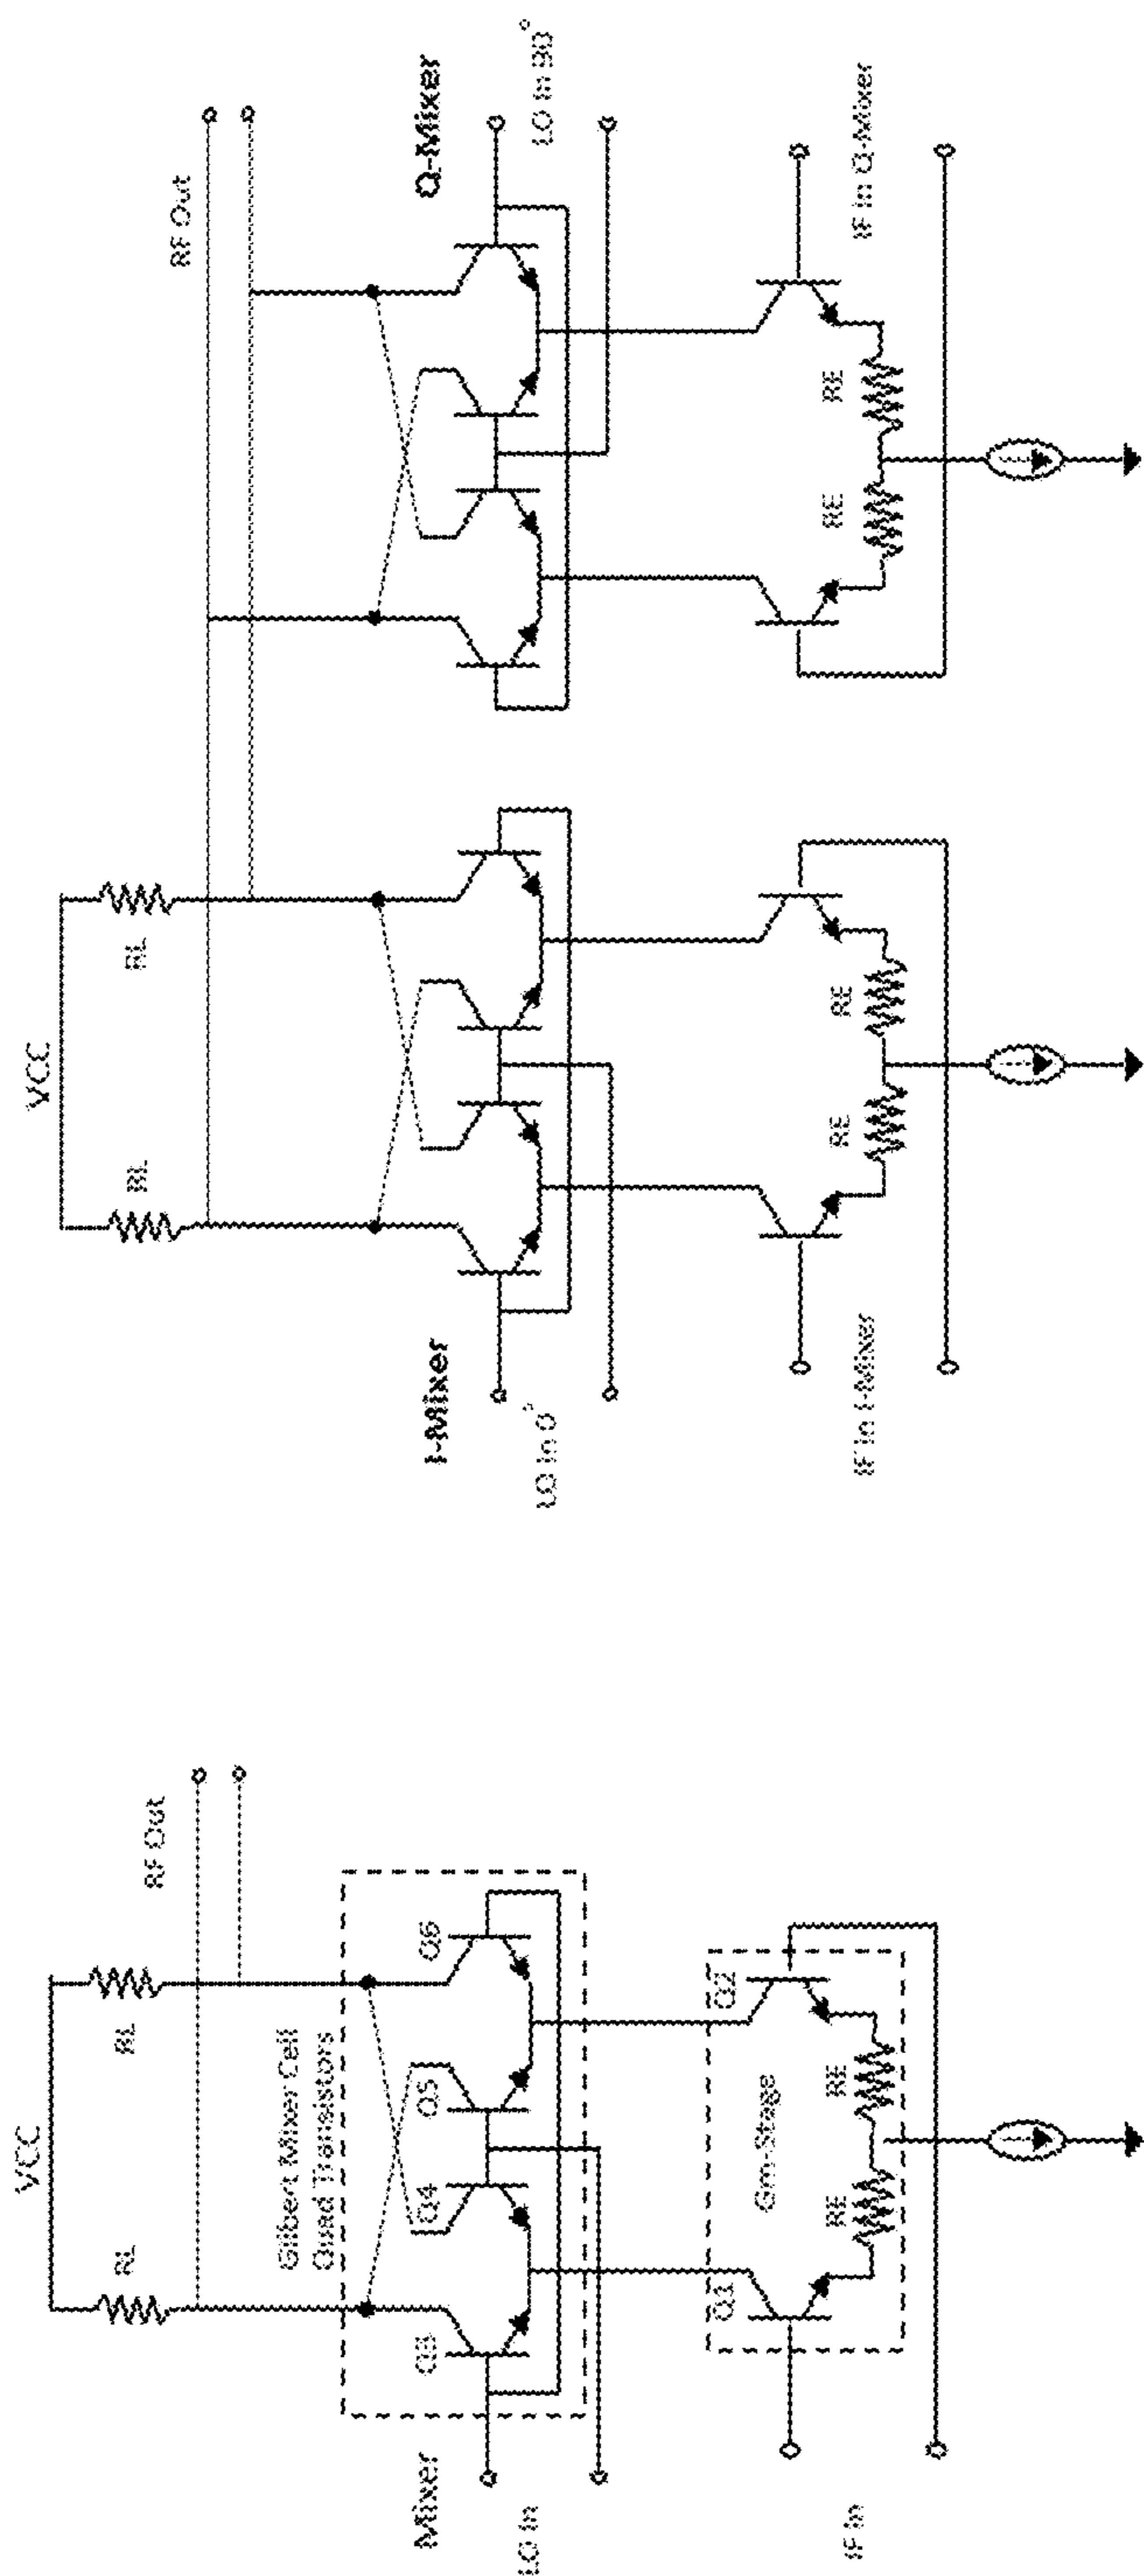 VCC
RL
RL
RF Out
Gilbert Mixer Cell
Quad Transistors
Mixer
LO In
Q3
Q4
Q5
Q6
Q1
Gm-Stage
Q2
RE
RE
IF In
VCC
RL
RL
RF Out
I-Mixer
Q-Mixer
LO In 0°
LO In 90°
IF In I-Mixer
RE
RE
RE
RE
IF In Q-Mixer